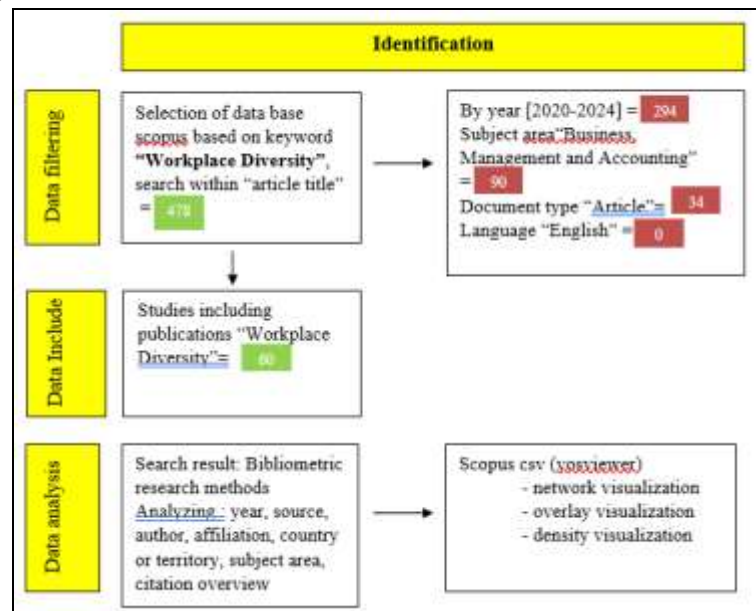 Identification
Data filtering
Selection of data base
scopus based on keyword
“Workplace Diversity”,
search within “article title”
= 478
By year [2020-2024] = 294
Subject area“Business,
Management and Accounting”
= 90
Document type “Article”= 34
Language “English” = 0
Data Include
Studies including
publications “Workplace
Diversity”= 60
Data analysis
Search result: Bibliometric
research methods
Analyzing : year, source,
author, affiliation, country
or territory, subject area,
citation overview
Scopus csv (vosviewer)
- network visualization
- overlay visualization
- density visualization